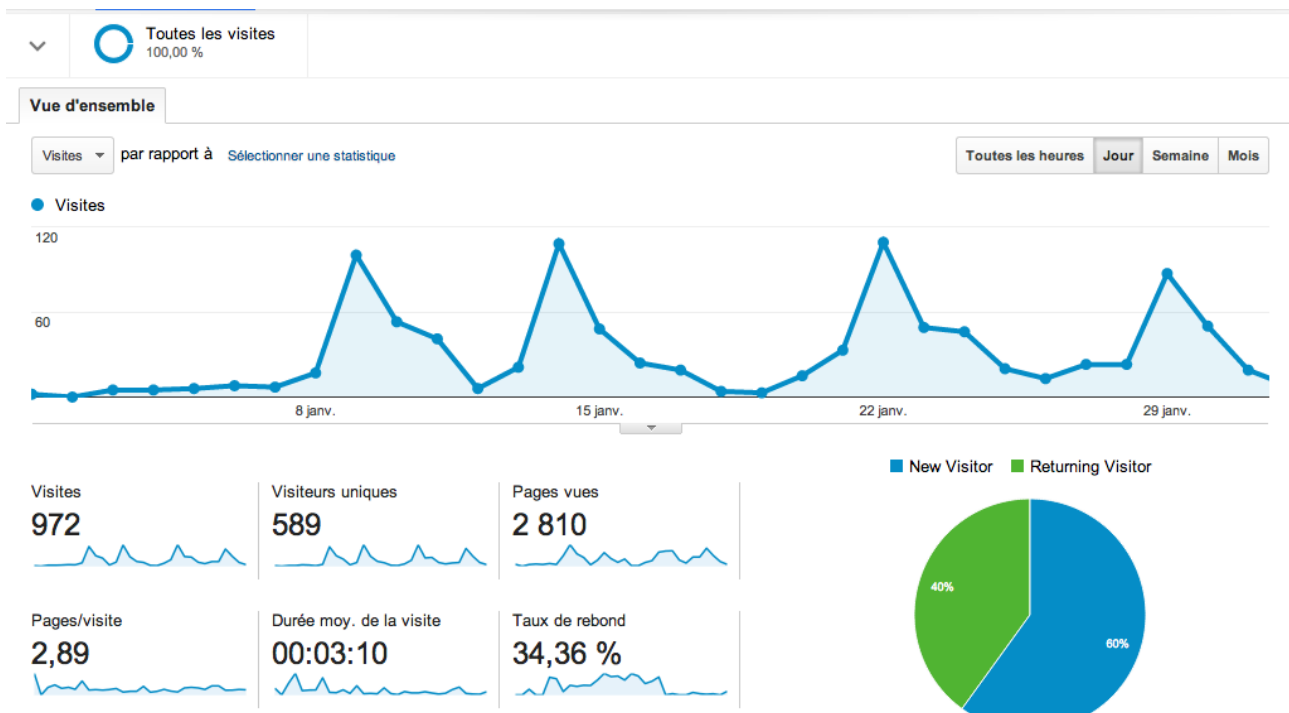 Toutes les visites
100,00 %
Vue d'ensemble
Visites par rapport à Sélectionner une statistique
Toutes les heures Jour Semaine Mois
Visites
120
60
8 janv. 15 janv. 22 janv. 29 janv.
New Visitor Returning Visitor
Visites Visiteurs uniques Pages vues
972 589 2 810
Pages/visite Durée moy. de la visite Taux de rebond
2,89 00:03:10 34,36 %
40%
60%